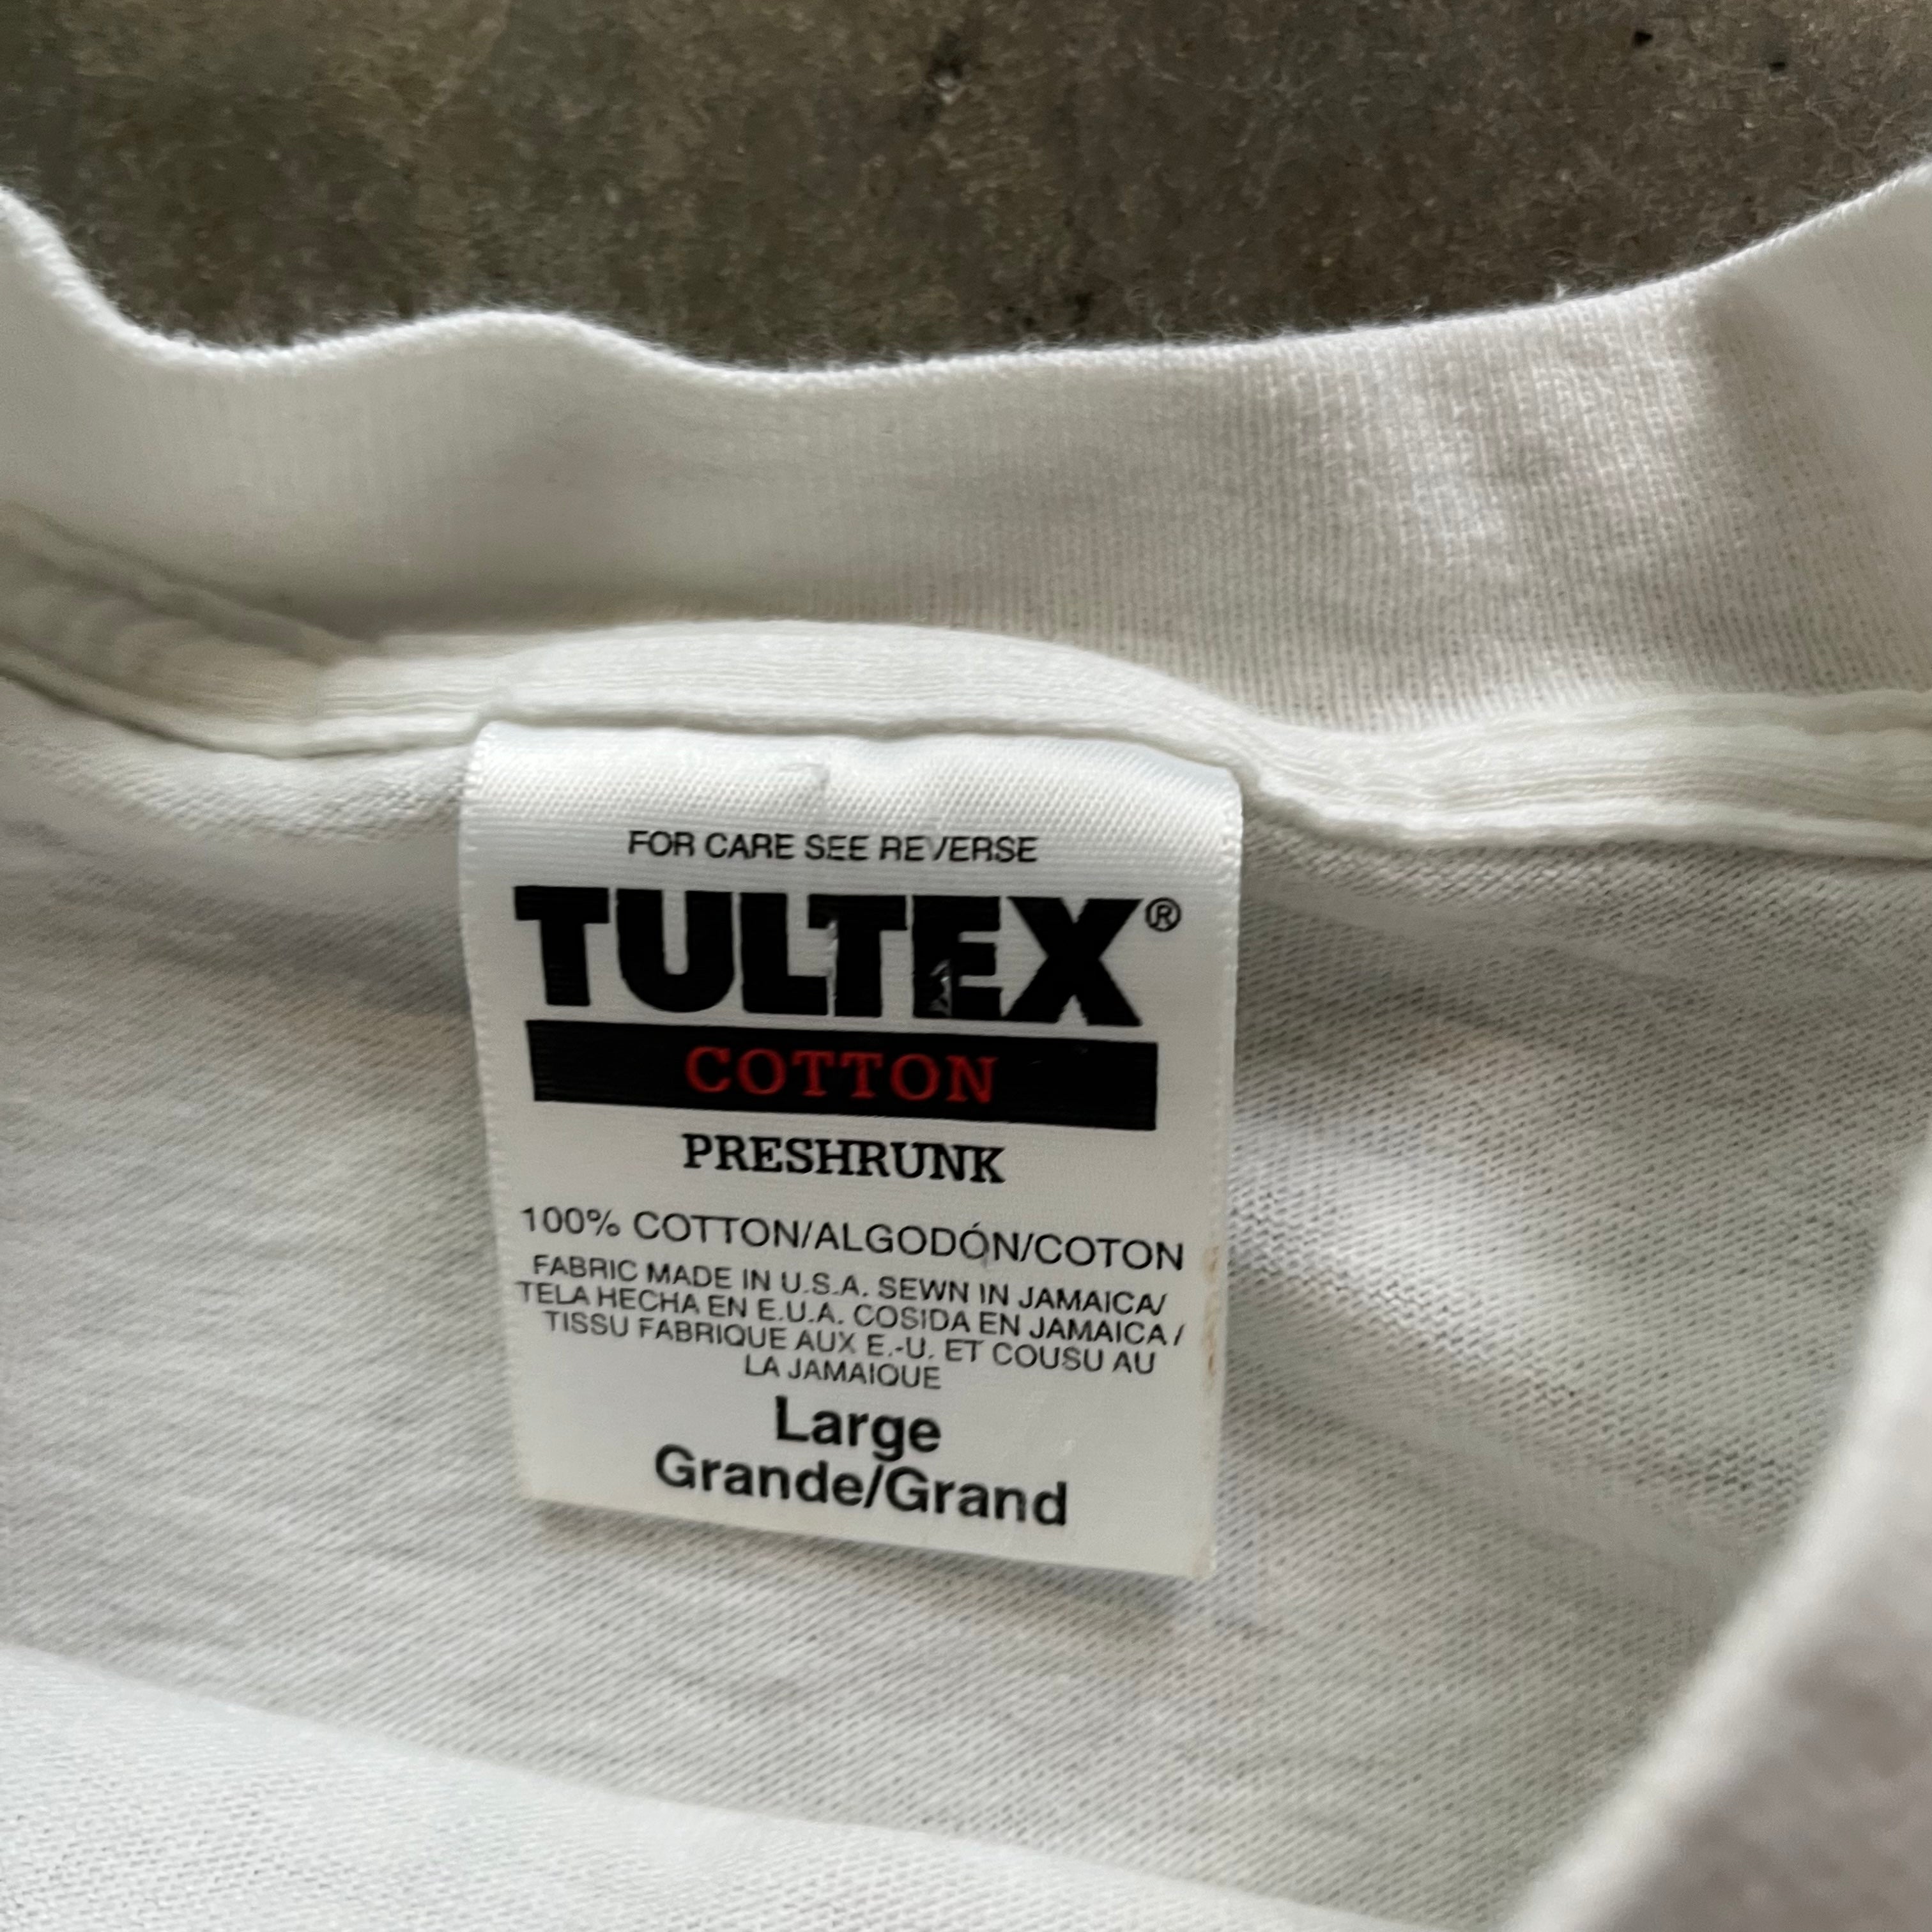 FOR CARE SEE REVERSE
TULTEX®
COTTON
PRESHRUNK
100% COTTON/ALGODÓN/COTON
FABRIC MADE IN U.S.A. SEWN IN JAMAICA/
TELA HECHA EN E.U.A. COSIDA EN JAMAICA /
TISSU FABRIQUE AUX E.-U. ET COUSU AU
LA JAMAIQUE
Large
Grande/Grand